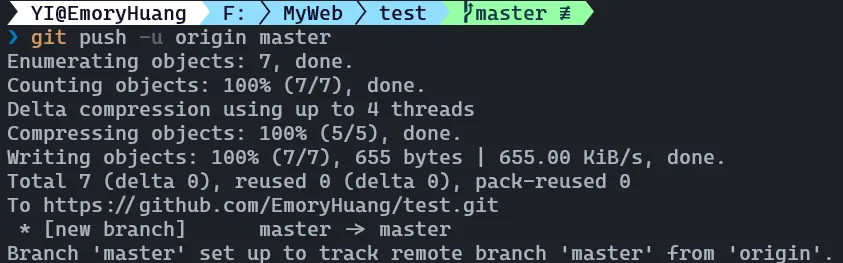 YI@EmoryHuang F: MyWeb test master ≢
❯ git push -u origin master
Enumerating objects: 7, done.
Counting objects: 100% (7/7), done.
Delta compression using up to 4 threads
Compressing objects: 100% (5/5), done.
Writing objects: 100% (7/7), 655 bytes | 655.00 KiB/s, done.
Total 7 (delta 0), reused 0 (delta 0), pack-reused 0
To https://github.com/EmoryHuang/test.git
 * [new branch]      master -> master
Branch 'master' set up to track remote branch 'master' from 'origin'.